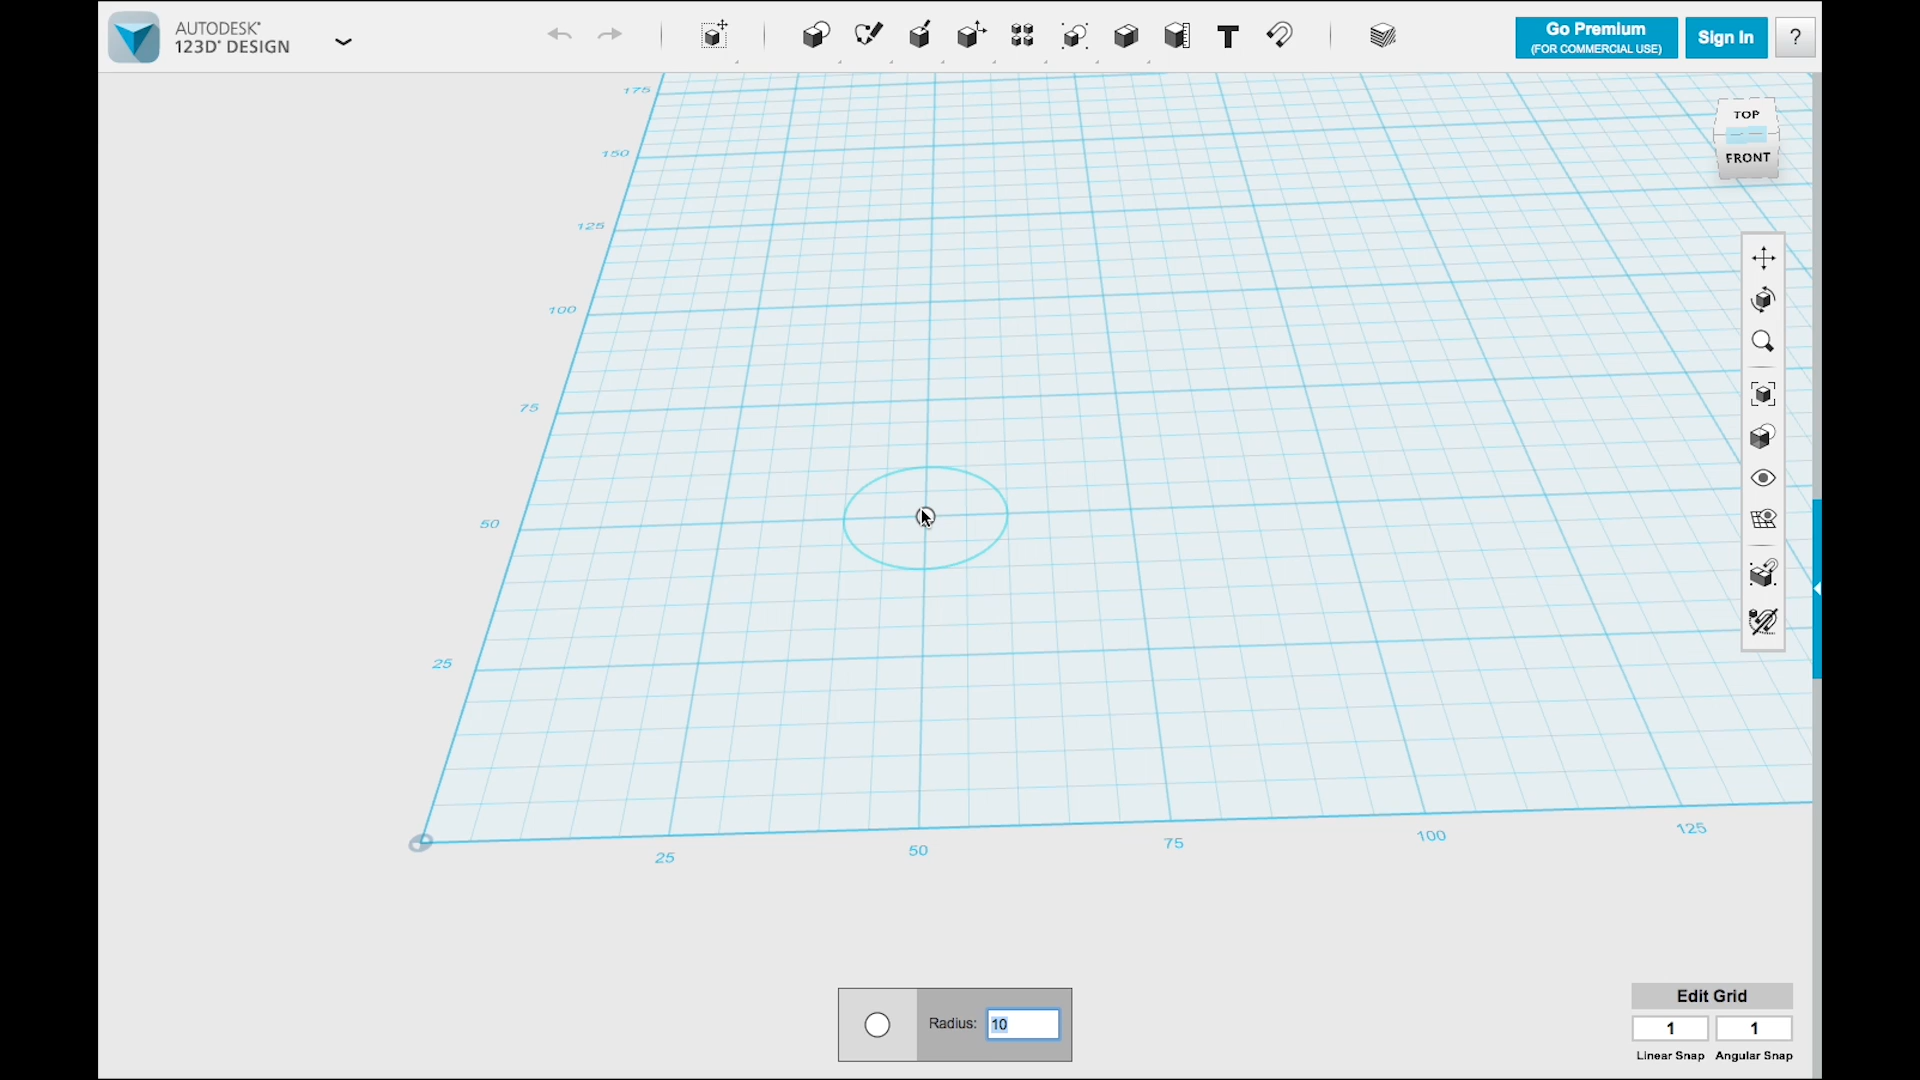 AUTODESK®
123D® DESIGN
Go Premium
(FOR COMMERCIAL USE)
Sign In
?
TOP
FRONT
175
150
125
100
75
50
25
25
50
75
100
125
Radius: 10
Edit Grid
1 1
Linear Snap Angular Snap